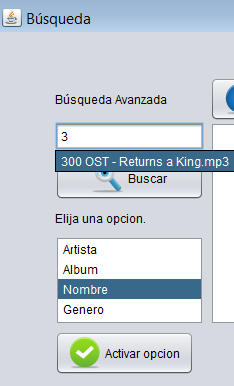 Búsqueda
Búsqueda Avanzada
3
300 OST - Returns a King.mp3
Buscar
Elija una opcion.
Artista
Album
Nombre
Genero
Activar opcion